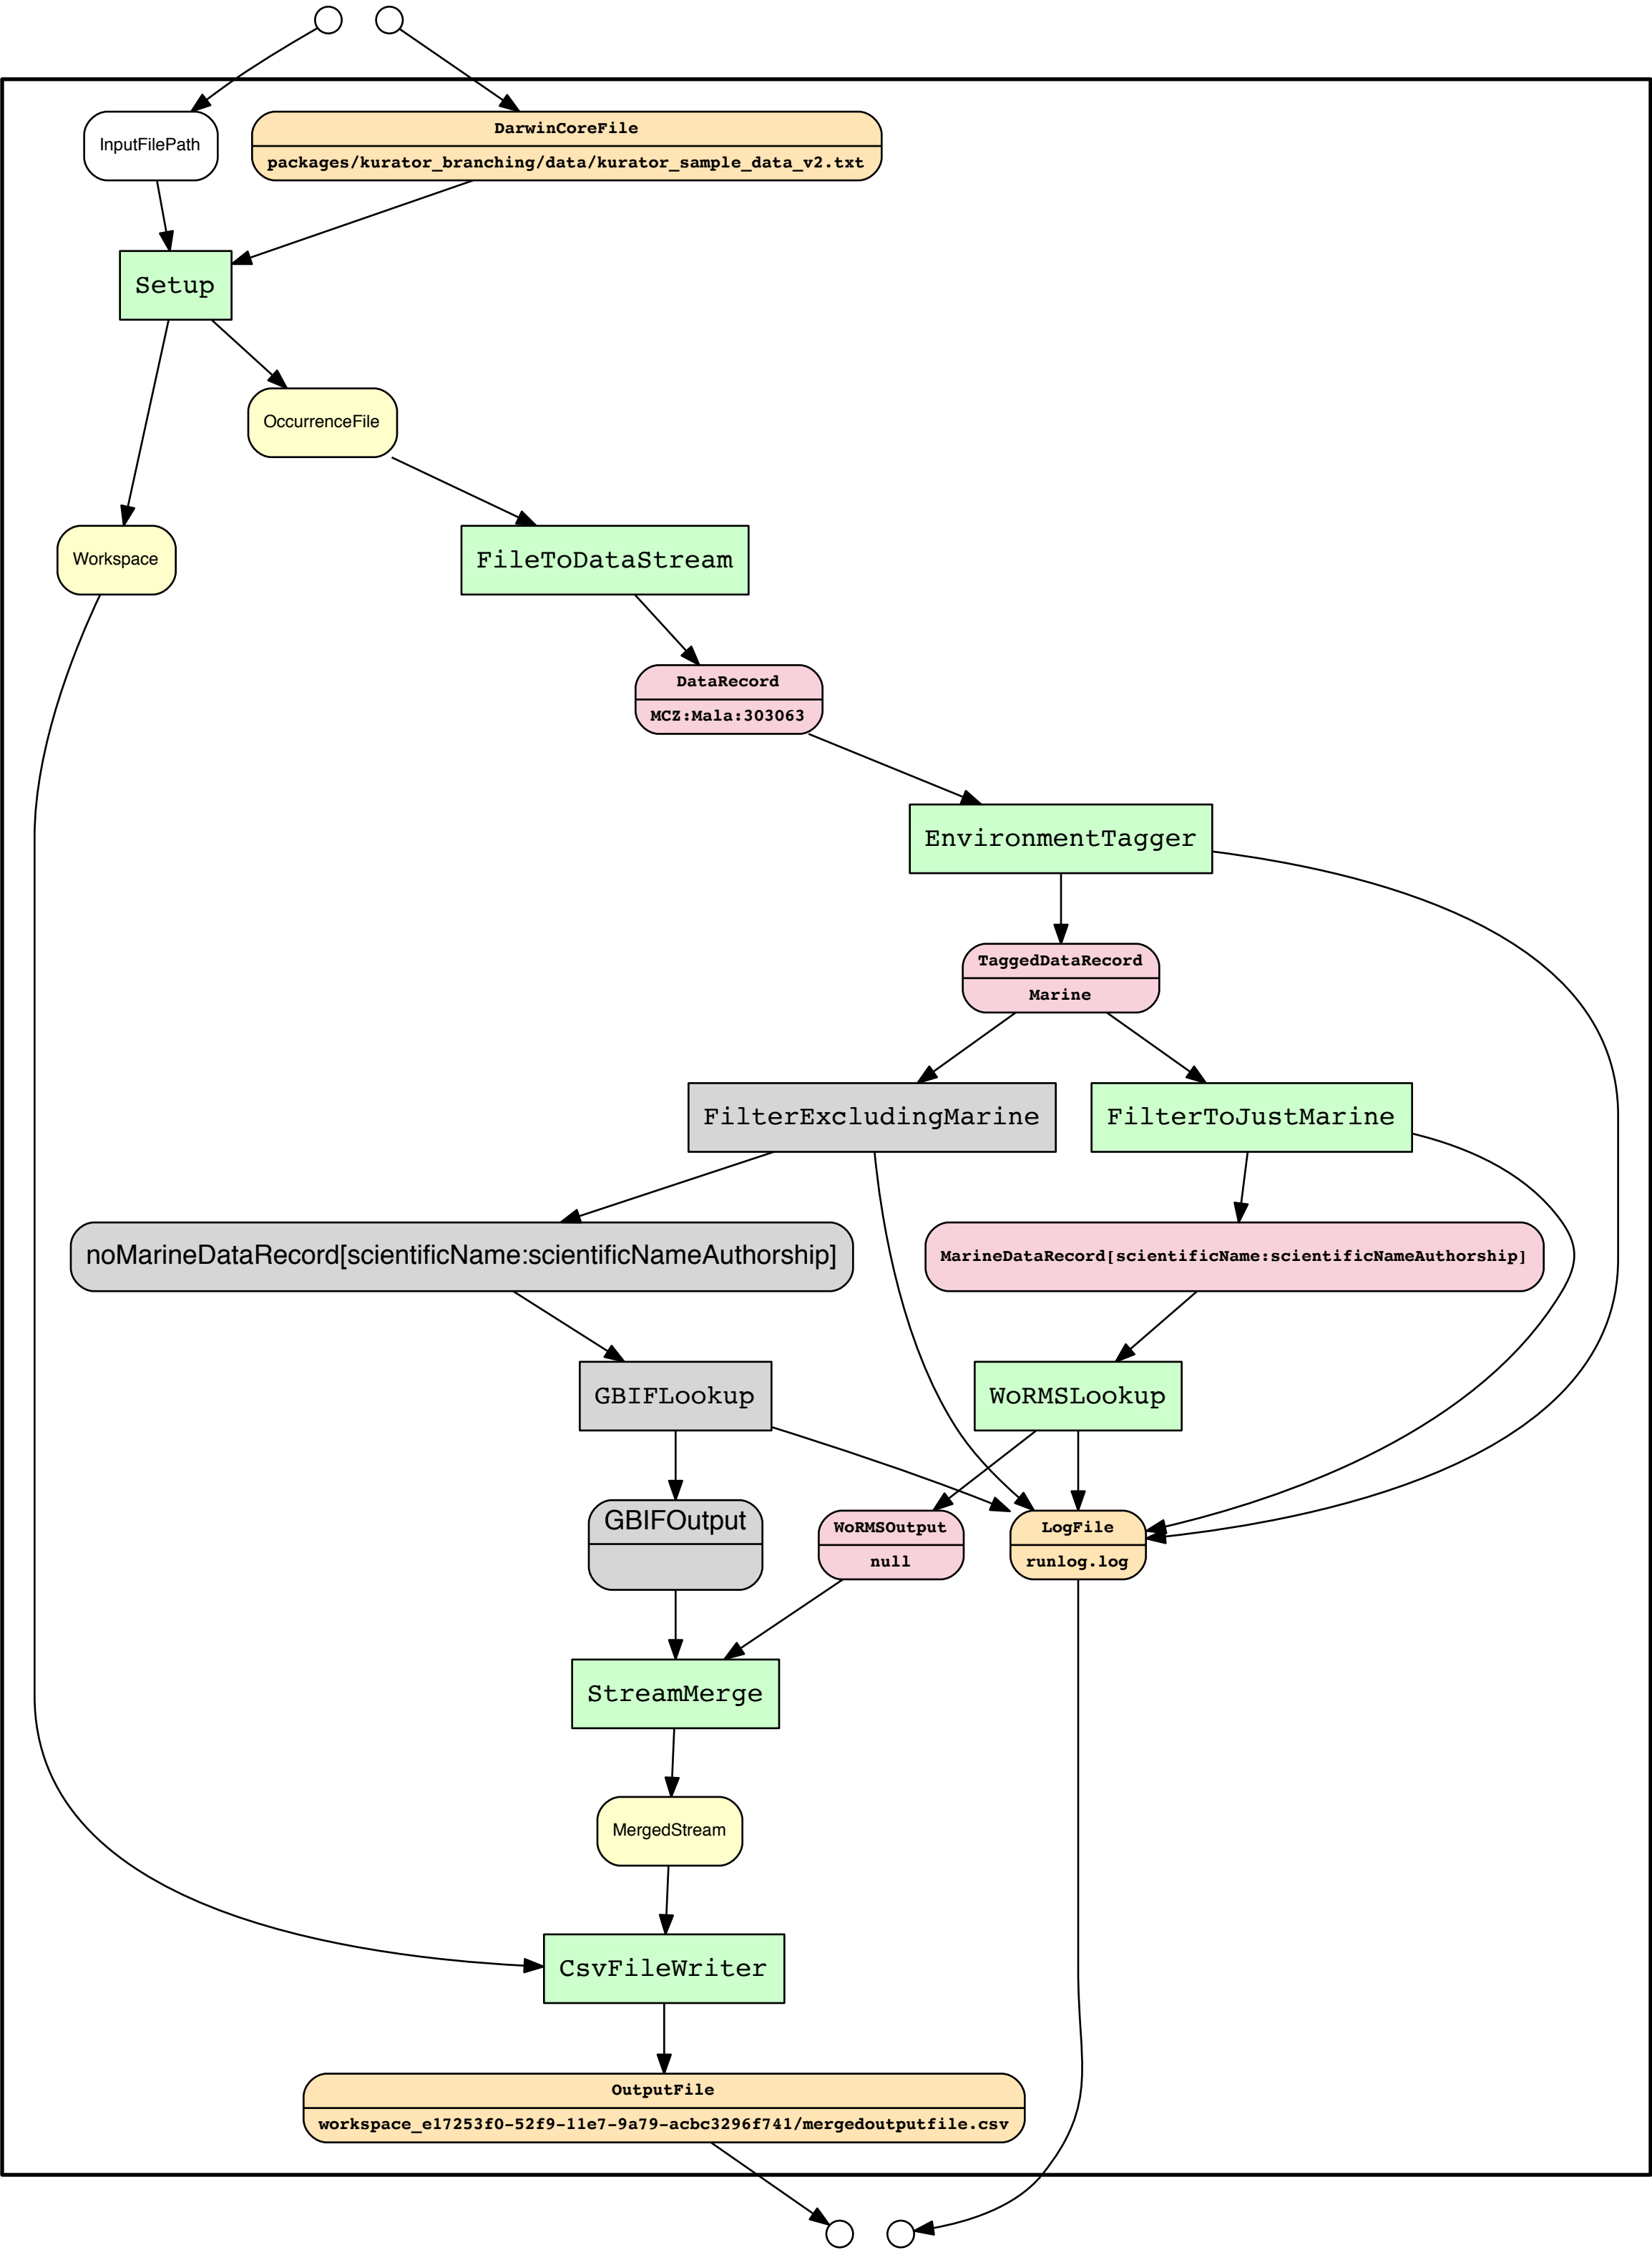 InputFilePath
DarwinCoreFile
packages/kurator_branching/data/kurator_sample_data_v2.txt
Setup
OccurrenceFile
Workspace
FileToDataStream
DataRecord
MCZ:Mala:303063
EnvironmentTagger
TaggedDataRecord
Marine
FilterExcludingMarine
FilterToJustMarine
noMarineDataRecord[scientificName:scientificNameAuthorship]
MarineDataRecord[scientificName:scientificNameAuthorship]
GBIFLookup
WoRMSLookup
GBIFOutput
WoRMSOutput
null
LogFile
runlog.log
StreamMerge
MergedStream
CsvFileWriter
OutputFile
workspace_e17253f0-52f9-11e7-9a79-acbc3296f741/mergedoutputfile.csv